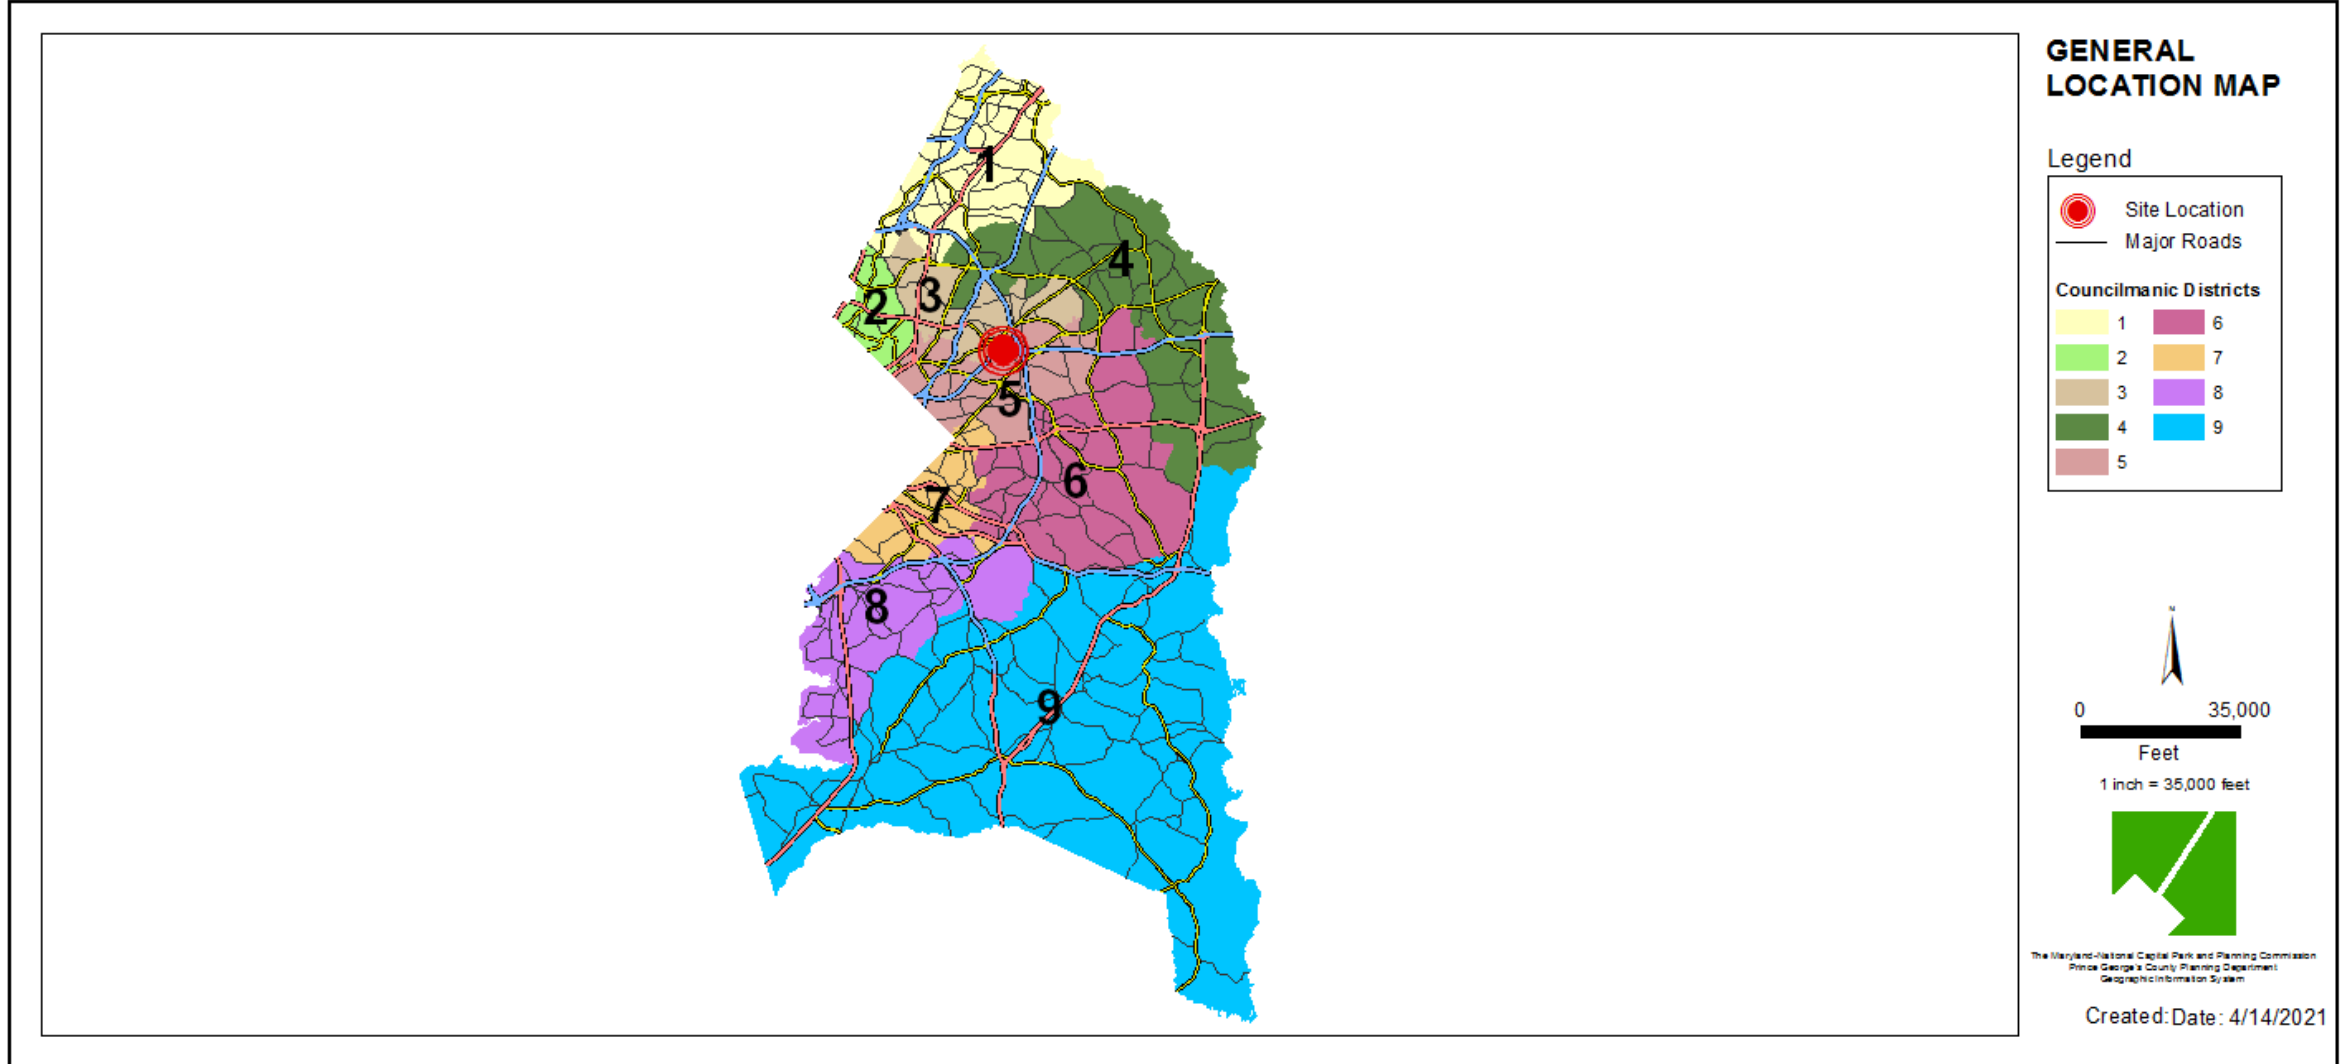 GENERAL
LOCATION MAP
Legend
Site Location
Major Roads
Councilmanic Districts
1 6
2 7
3 8
4 9
5
1
4
3
2
5
6
7
8
9
N
0 35,000
Feet
1 inch = 35,000 feet
The Maryland-National Capital Park and Planning Commission
Prince George's County Planning Department
Geographic Information System
Created: Date: 4/14/2021